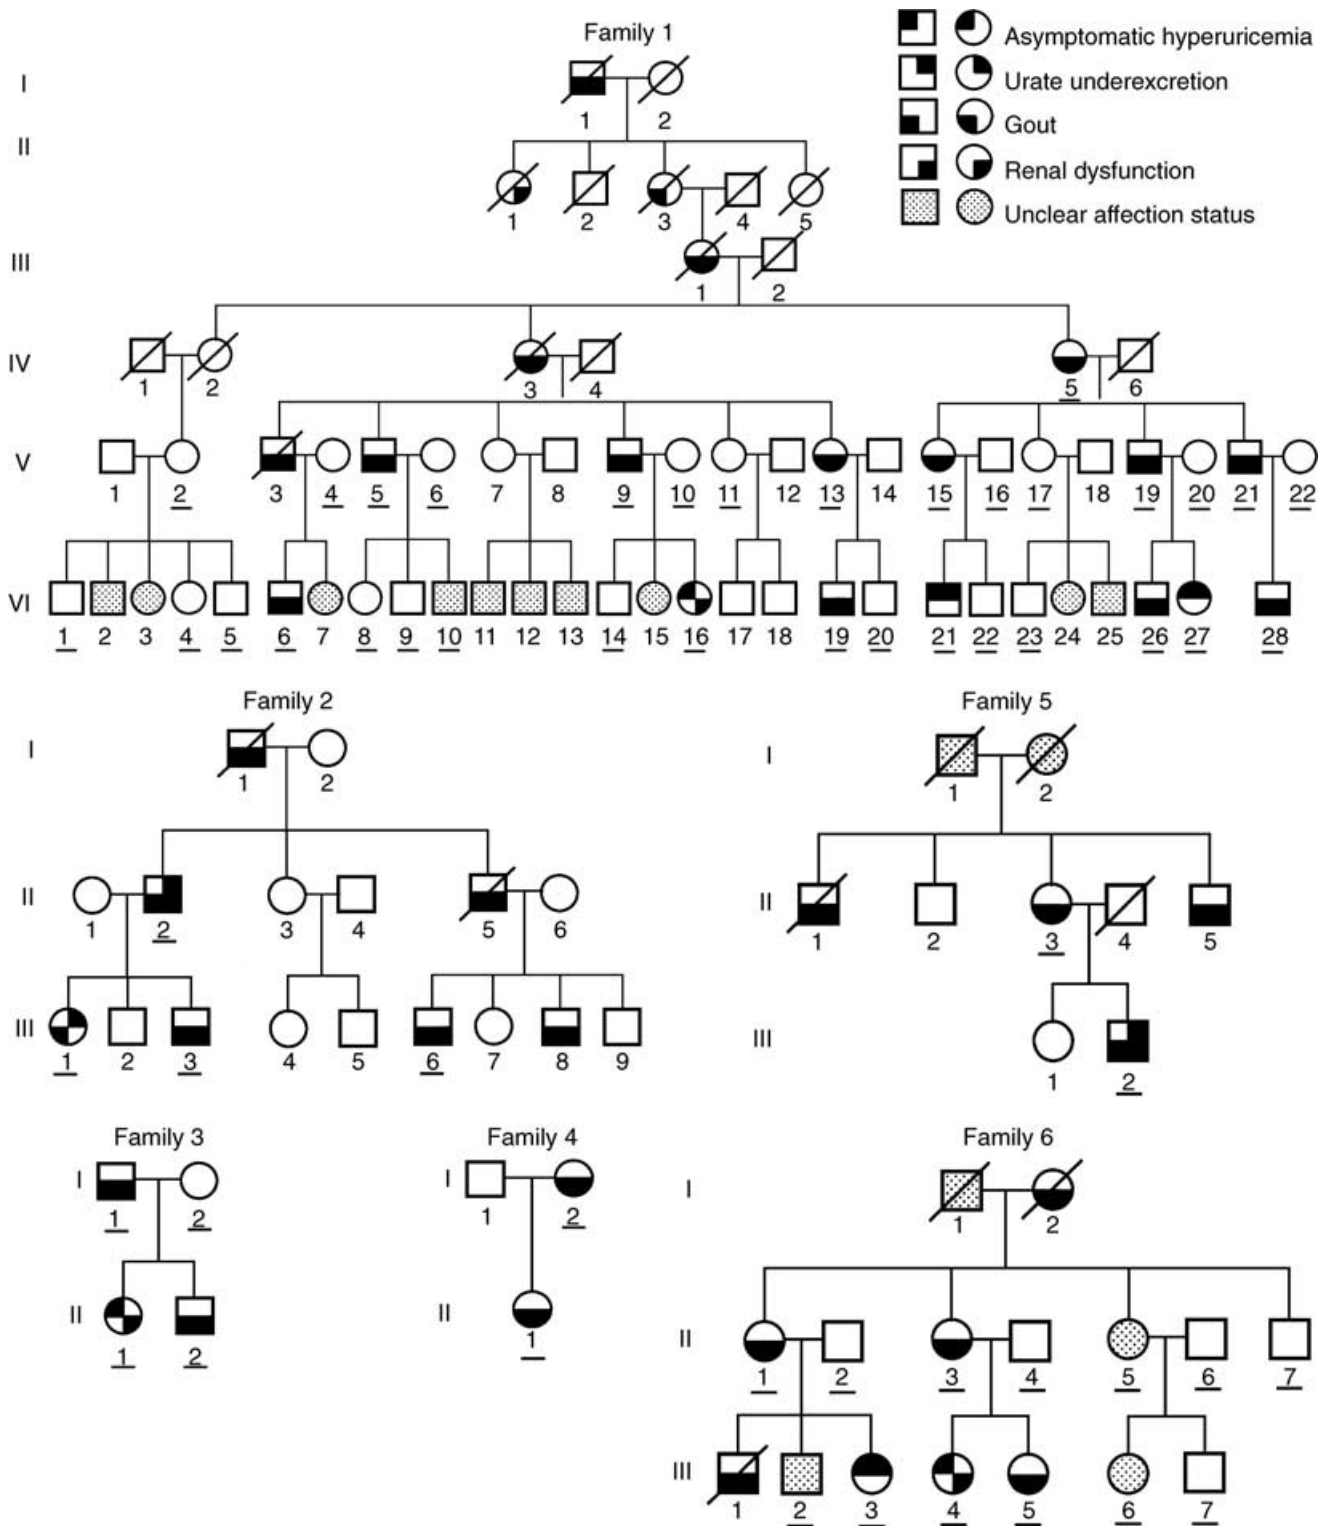 Family 1
Asymptomatic hyperuricemia
Urate underexcretion
Gout
Renal dysfunction
Unclear affection status
I
1 2
II
1 2 3 4 5
III
1 2
IV
1 2 3 4 5 6
V
1 2 3 4 5 6 7 8 9 10 11 12 13 14 15 16 17 18 19 20 21 22
VI
1 2 3 4 5 6 7 8 9 10 11 12 13 14 15 16 17 18 19 20 21 22 23 24 25 26 27 28
Family 2
I
1 2
II
1 2 3 4 5 6
III
1 2 3 4 5 6 7 8 9
Family 5
I
1 2
II
1 2 3 4 5
III
1 2
Family 3
I
1 2
II
1 2
Family 4
I
1 2
II
1
Family 6
I
1 2
II
1 2 3 4 5 6 7
III
1 2 3 4 5 6 7